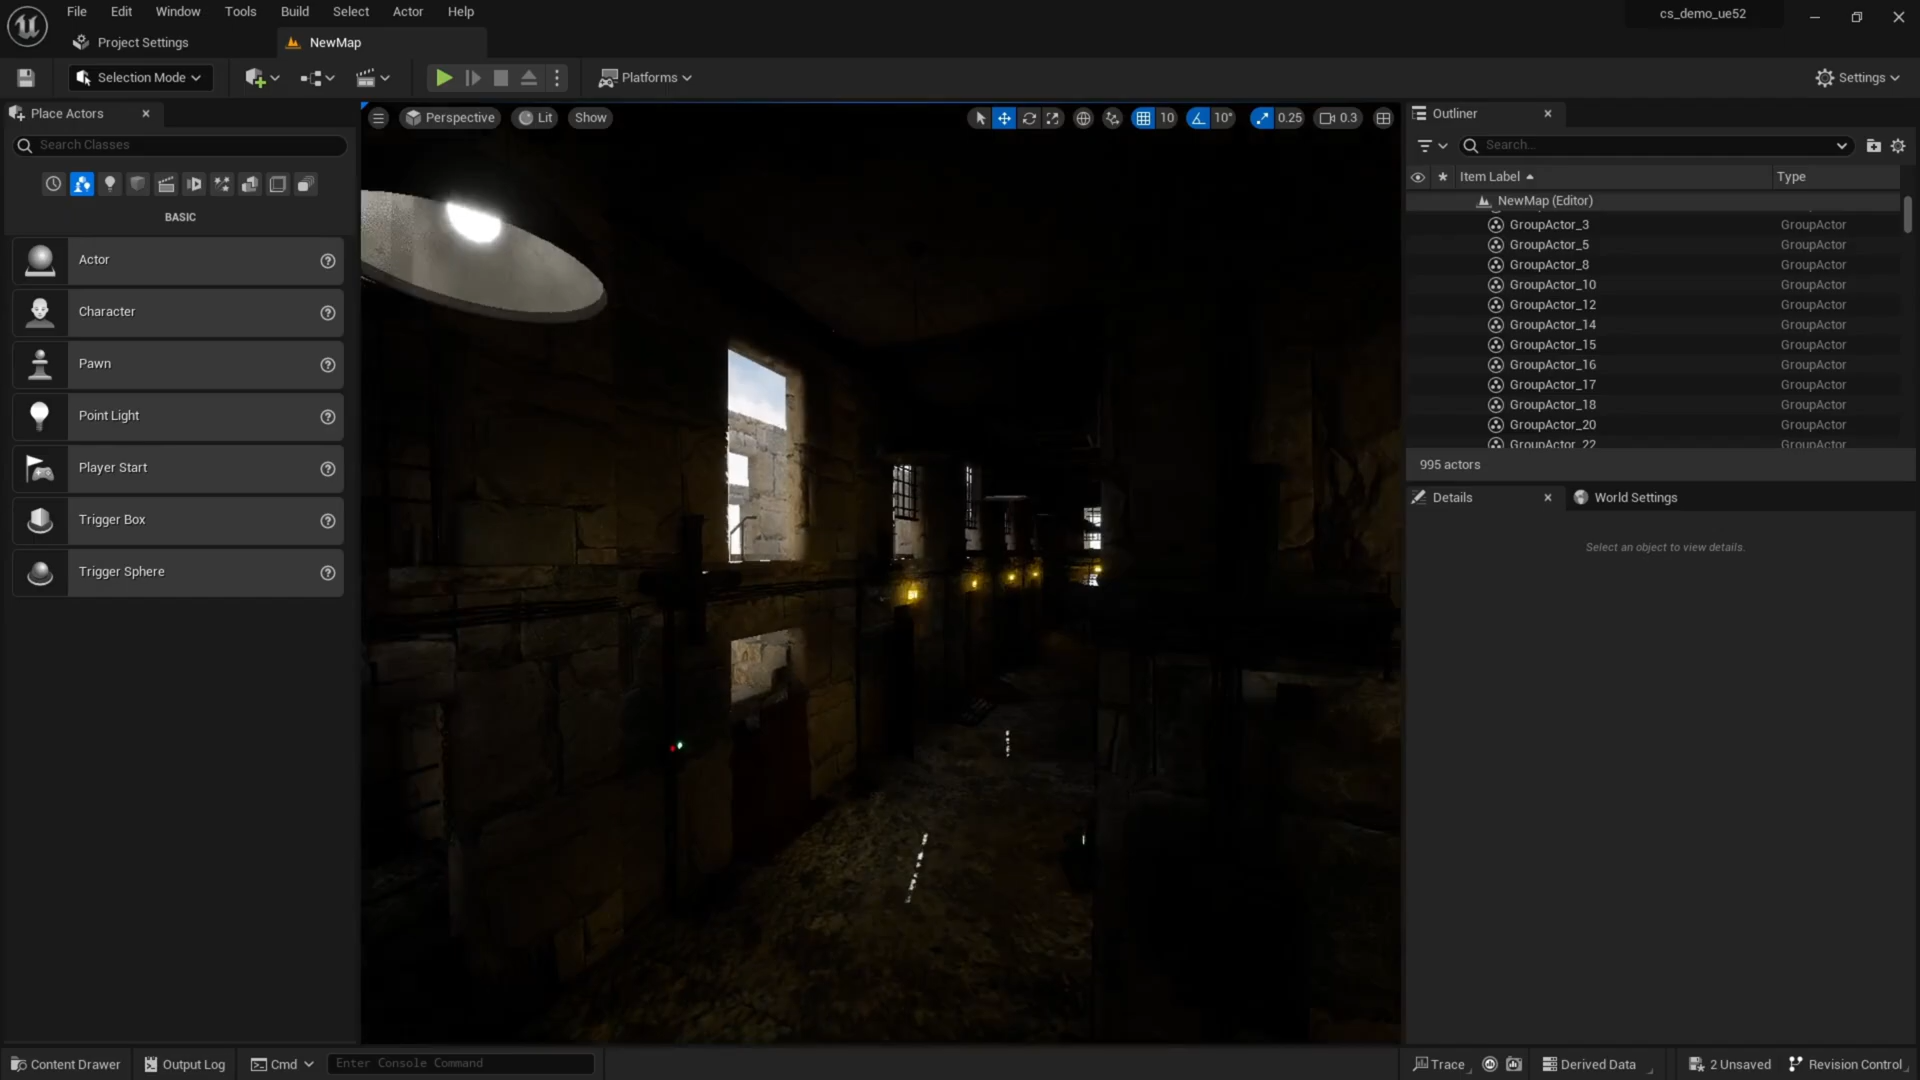 File Edit Window Tools Build Select Actor Help
cs_demo_ue52
Project Settings
NewMap
Selection Mode
Platforms
Settings
Place Actors
Search Classes
BASIC
Actor
Character
Pawn
Point Light
Player Start
Trigger Box
Trigger Sphere
Perspective Lit Show
10 10° 0.25 0.3
Outliner
Search...
Item Label Type
NewMap (Editor)
GroupActor_3 GroupActor
GroupActor_5 GroupActor
GroupActor_8 GroupActor
GroupActor_10 GroupActor
GroupActor_12 GroupActor
GroupActor_14 GroupActor
GroupActor_15 GroupActor
GroupActor_16 GroupActor
GroupActor_17 GroupActor
GroupActor_18 GroupActor
GroupActor_20 GroupActor
GroupActor_22 GroupActor
995 actors
Details World Settings
Select an object to view details.
Content Drawer Output Log Cmd Enter Console Command
Trace Derived Data 2 Unsaved Revision Control